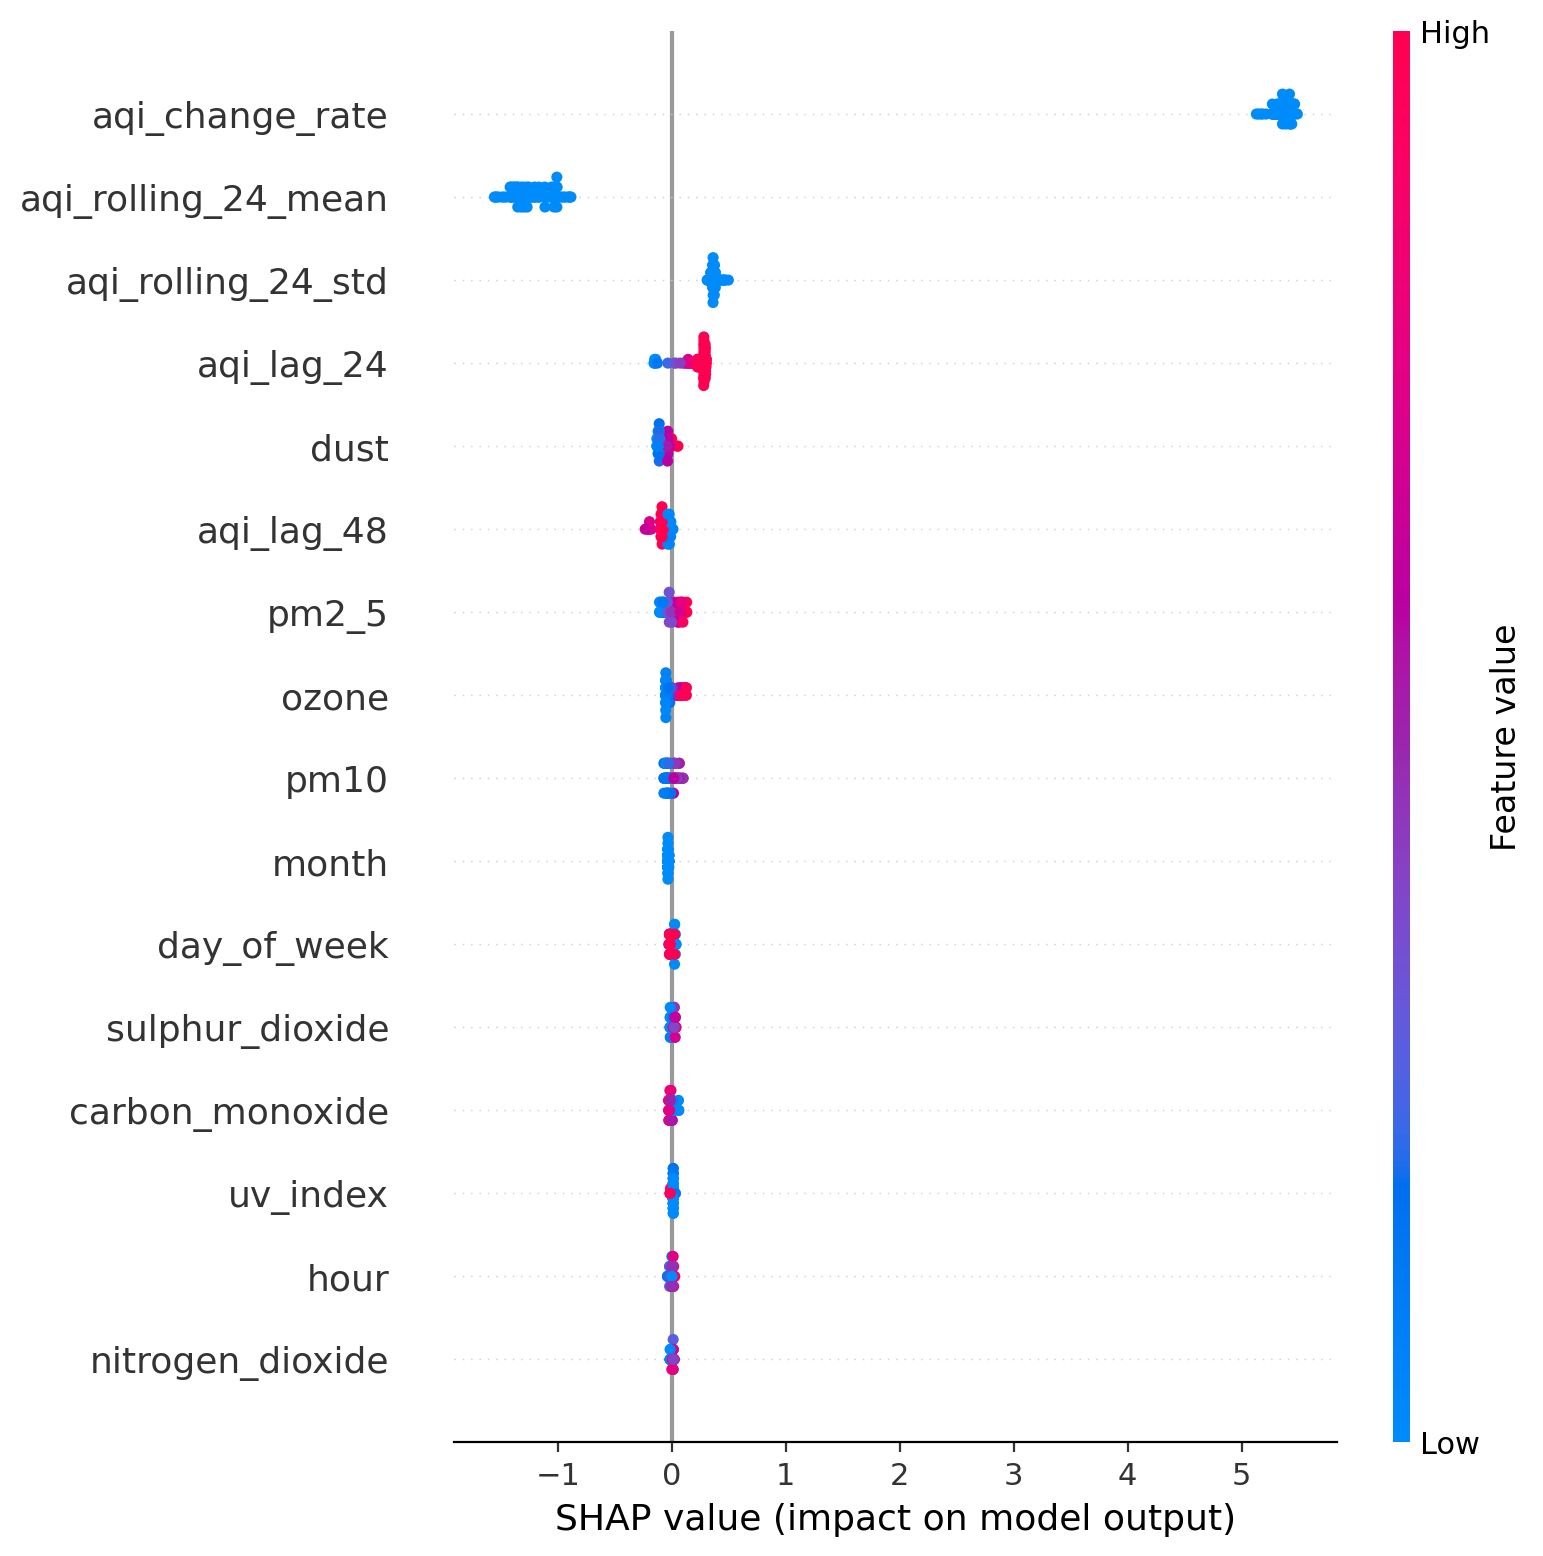 High
aqi_change_rate
aqi_rolling_24_mean
aqi_rolling_24_std
aqi_lag_24
dust
aqi_lag_48
pm2_5
ozone
pm10
month
day_of_week
sulphur_dioxide
carbon_monoxide
uv_index
hour
nitrogen_dioxide
Feature value
Low
−1 0 1 2 3 4 5
SHAP value (impact on model output)